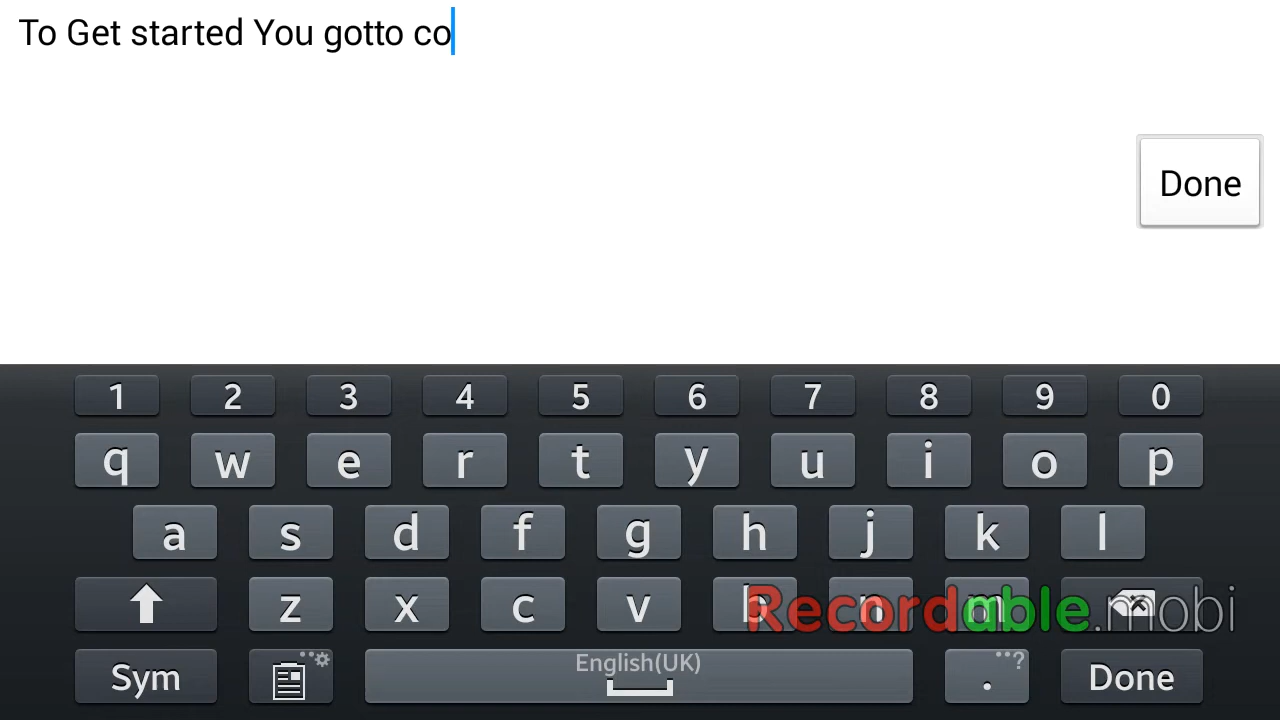 To Get started You gotto co
Done
1 2 3 4 5 6 7 8 9 0
q w e r t y u i o p
a s d f g h j k l
z x c v b n m
Recordable.mobi
Sym English(UK) . ? Done